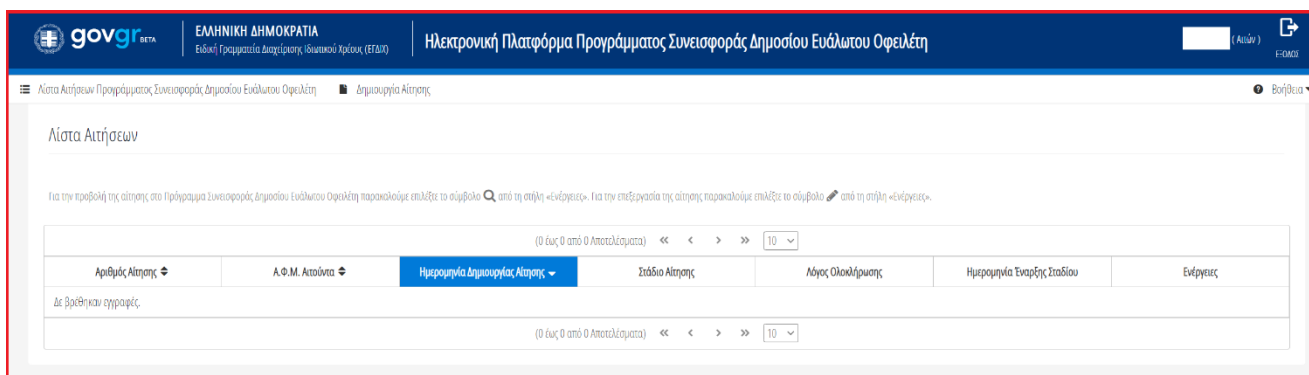 govgr BETA
ΕΛΛΗΝΙΚΗ ΔΗΜΟΚΡΑΤΙΑ
Ειδική Γραμματεία Διαχείρισης Ιδιωτικού Χρέους (ΕΓΔΙΧ)
Ηλεκτρονική Πλατφόρμα Προγράμματος Συνεισφοράς Δημοσίου Ευάλωτου Οφειλέτη
( Αιτών )
ΕΞΟΔΟΣ
Λίστα Αιτήσεων Προγράμματος Συνεισφοράς Δημοσίου Ευάλωτου Οφειλέτη Δημιουργία Αίτησης Βοήθεια
Λίστα Αιτήσεων
Για την προβολή της αίτησης στο Πρόγραμμα Συνεισφοράς Δημοσίου Ευάλωτου Οφειλέτη παρακαλούμε επιλέξτε το σύμβολο από τη στήλη «Ενέργειες». Για την επεξεργασία της αίτησης παρακαλούμε επιλέξτε το σύμβολο από τη στήλη «Ενέργειες».
(0 έως 0 από 0 Αποτελέσματα) 10
Αριθμός Αίτησης Α.Φ.Μ. Αιτούντα Ημερομηνία Δημιουργίας Αίτησης Στάδιο Αίτησης Λόγος Ολοκλήρωσης Ημερομηνία Έναρξης Σταδίου Ενέργειες
Δε βρέθηκαν εγγραφές.
(0 έως 0 από 0 Αποτελέσματα) 10